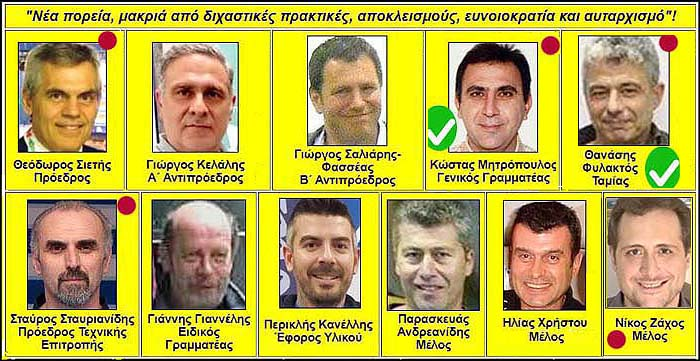 "Νέα πορεία, μακριά από διχαστικές πρακτικές, αποκλεισμούς, ευνοιοκρατία και αυταρχισμό"!
Θεόδωρος Σιετής
Πρόεδρος
Γιώργος Κελάλης
Α΄ Αντιπρόεδρος
Γιώργος Σαλιάρης-
Φασσέας
Β΄ Αντιπρόεδρος
Κώστας Μητρόπουλος
Γενικός Γραμματέας
Θανάσης
Φυλακτός
Ταμίας
Σταύρος Σταυριανίδης
Πρόεδρος Τεχνικής
Επιτροπής
Γιάννης Γιαννέλης
Ειδικός
Γραμματέας
Περικλής Κανέλλης
Έφορος Υλικού
Παρασκευάς
Ανδρεανίδης
Μέλος
Ηλίας Χρήστου
Μέλος
Νίκος Ζάχος
Μέλος